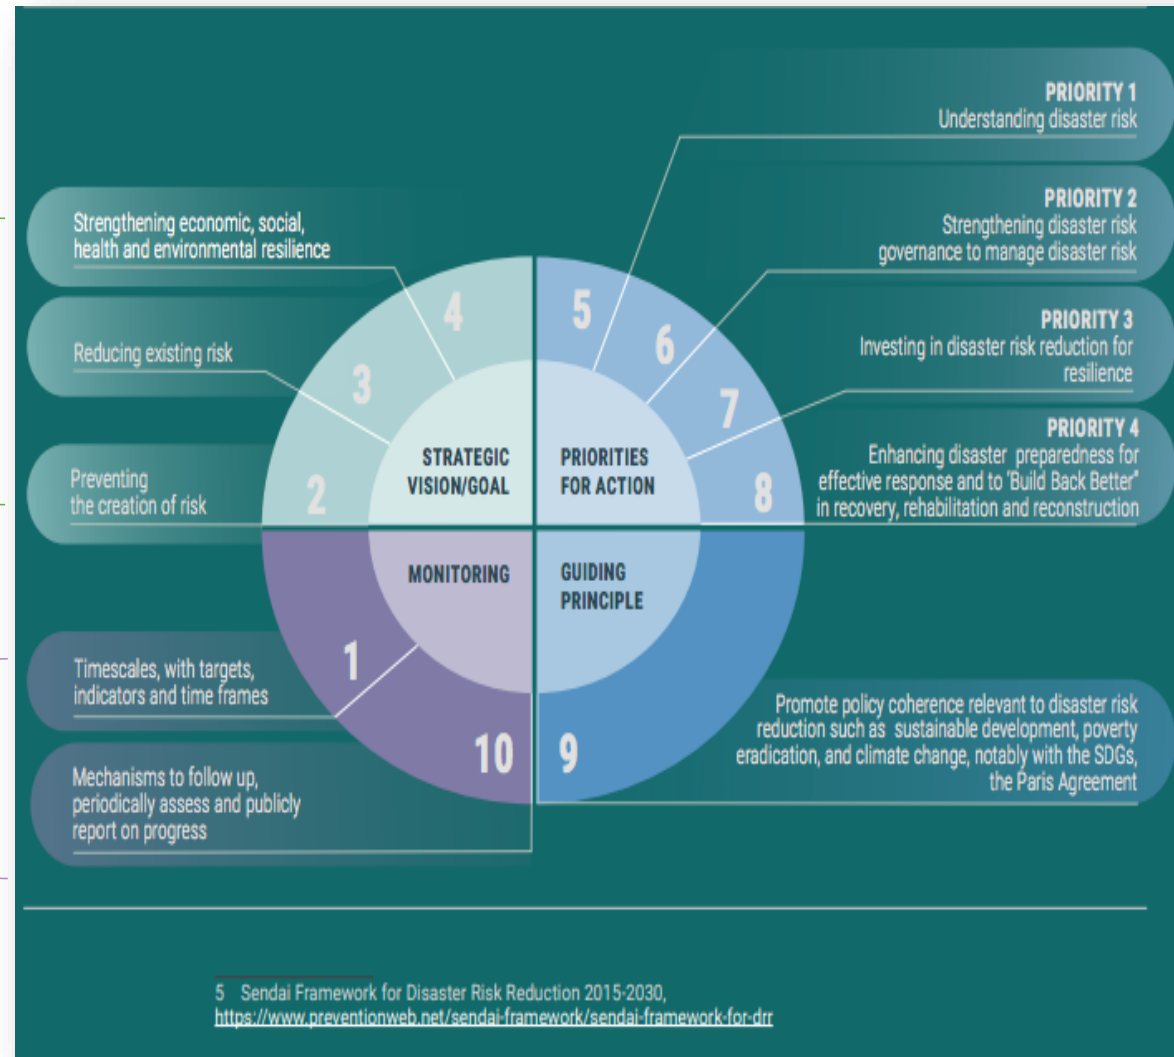 PRIORITY 1
Understanding disaster risk
PRIORITY 2
Strengthening disaster risk
governance to manage disaster risk
PRIORITY 3
Investing in disaster risk reduction for
resilience
PRIORITY 4
Enhancing disaster preparedness for
effective response and to "Build Back Better"
in recovery, rehabilitation and reconstruction
Strengthening economic, social,
health and environmental resilience
Reducing existing risk
Preventing
the creation of risk
4
5
3
6
7
2
8
STRATEGIC
VISION/GOAL
PRIORITIES
FOR ACTION
MONITORING
GUIDING
PRINCIPLE
1
10
9
Timescales, with targets,
indicators and time frames
Mechanisms to follow up,
periodically assess and publicly
report on progress
Promote policy coherence relevant to disaster risk
reduction such as sustainable development, poverty
eradication, and climate change, notably with the SDGs,
the Paris Agreement
5 Sendai Framework for Disaster Risk Reduction 2015-2030,
https://www.preventionweb.net/sendai-framework/sendai-framework-for-drr